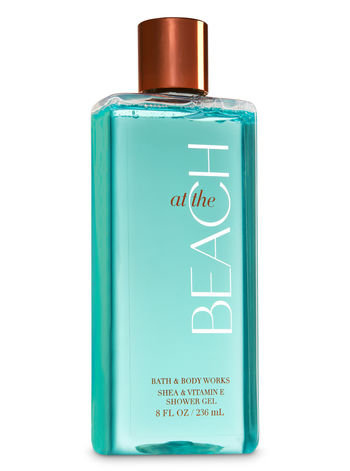 at the
BEACH
BATH & BODY WORKS
SHEA & VITAMIN E
SHOWER GEL
8 FL OZ / 236 mL